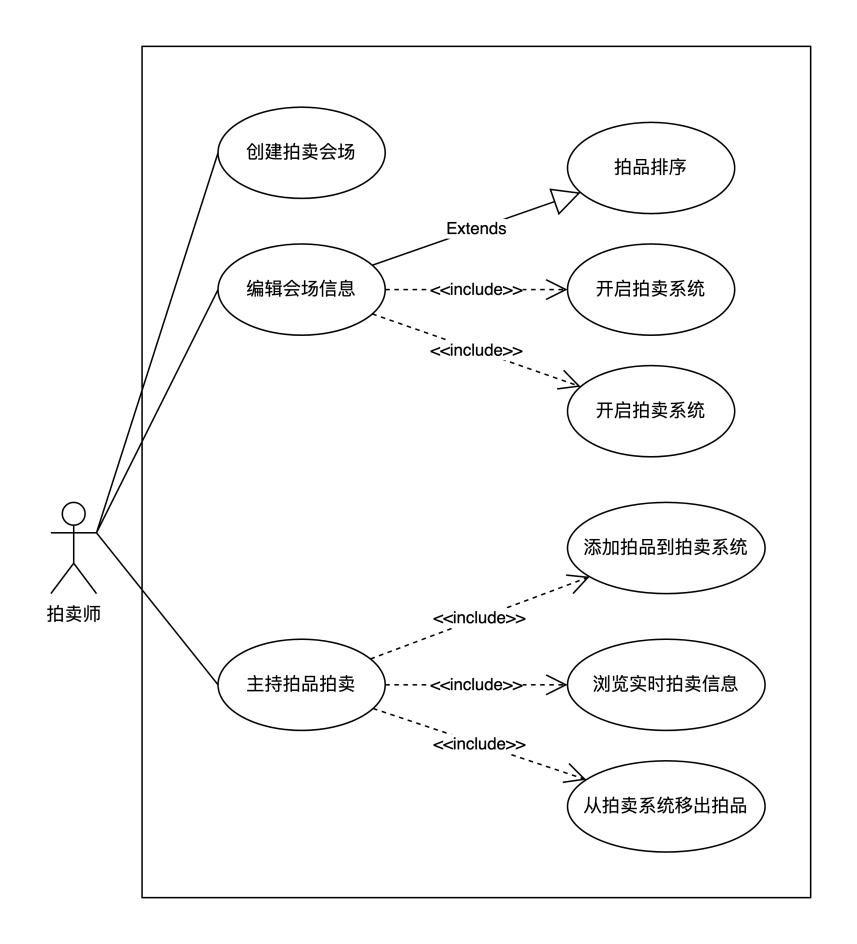 创建拍卖会场
拍品排序
Extends
编辑会场信息
<<include>>
开启拍卖系统
<<include>>
开启拍卖系统
添加拍品到拍卖系统
拍卖师
<<include>>
主持拍品拍卖
<<include>>
浏览实时拍卖信息
<<include>>
从拍卖系统移出拍品